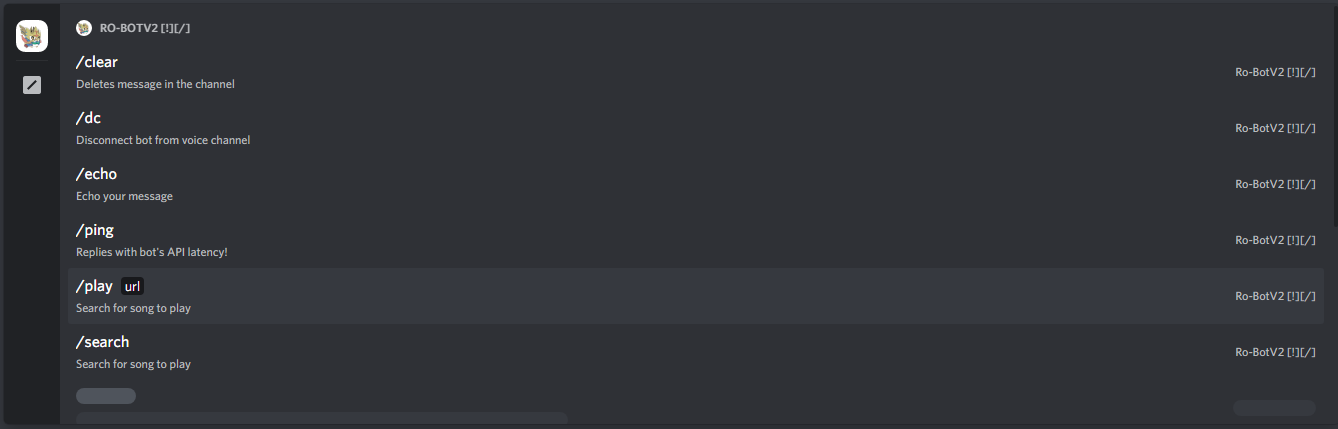 RO-BOTV2 [!][/]
/clear
Deletes message in the channel
Ro-BotV2 [!][/]
/dc
Disconnect bot from voice channel
Ro-BotV2 [!][/]
/echo
Echo your message
Ro-BotV2 [!][/]
/ping
Replies with bot's API latency!
Ro-BotV2 [!][/]
/play url
Search for song to play
Ro-BotV2 [!][/]
/search
Search for song to play
Ro-BotV2 [!][/]